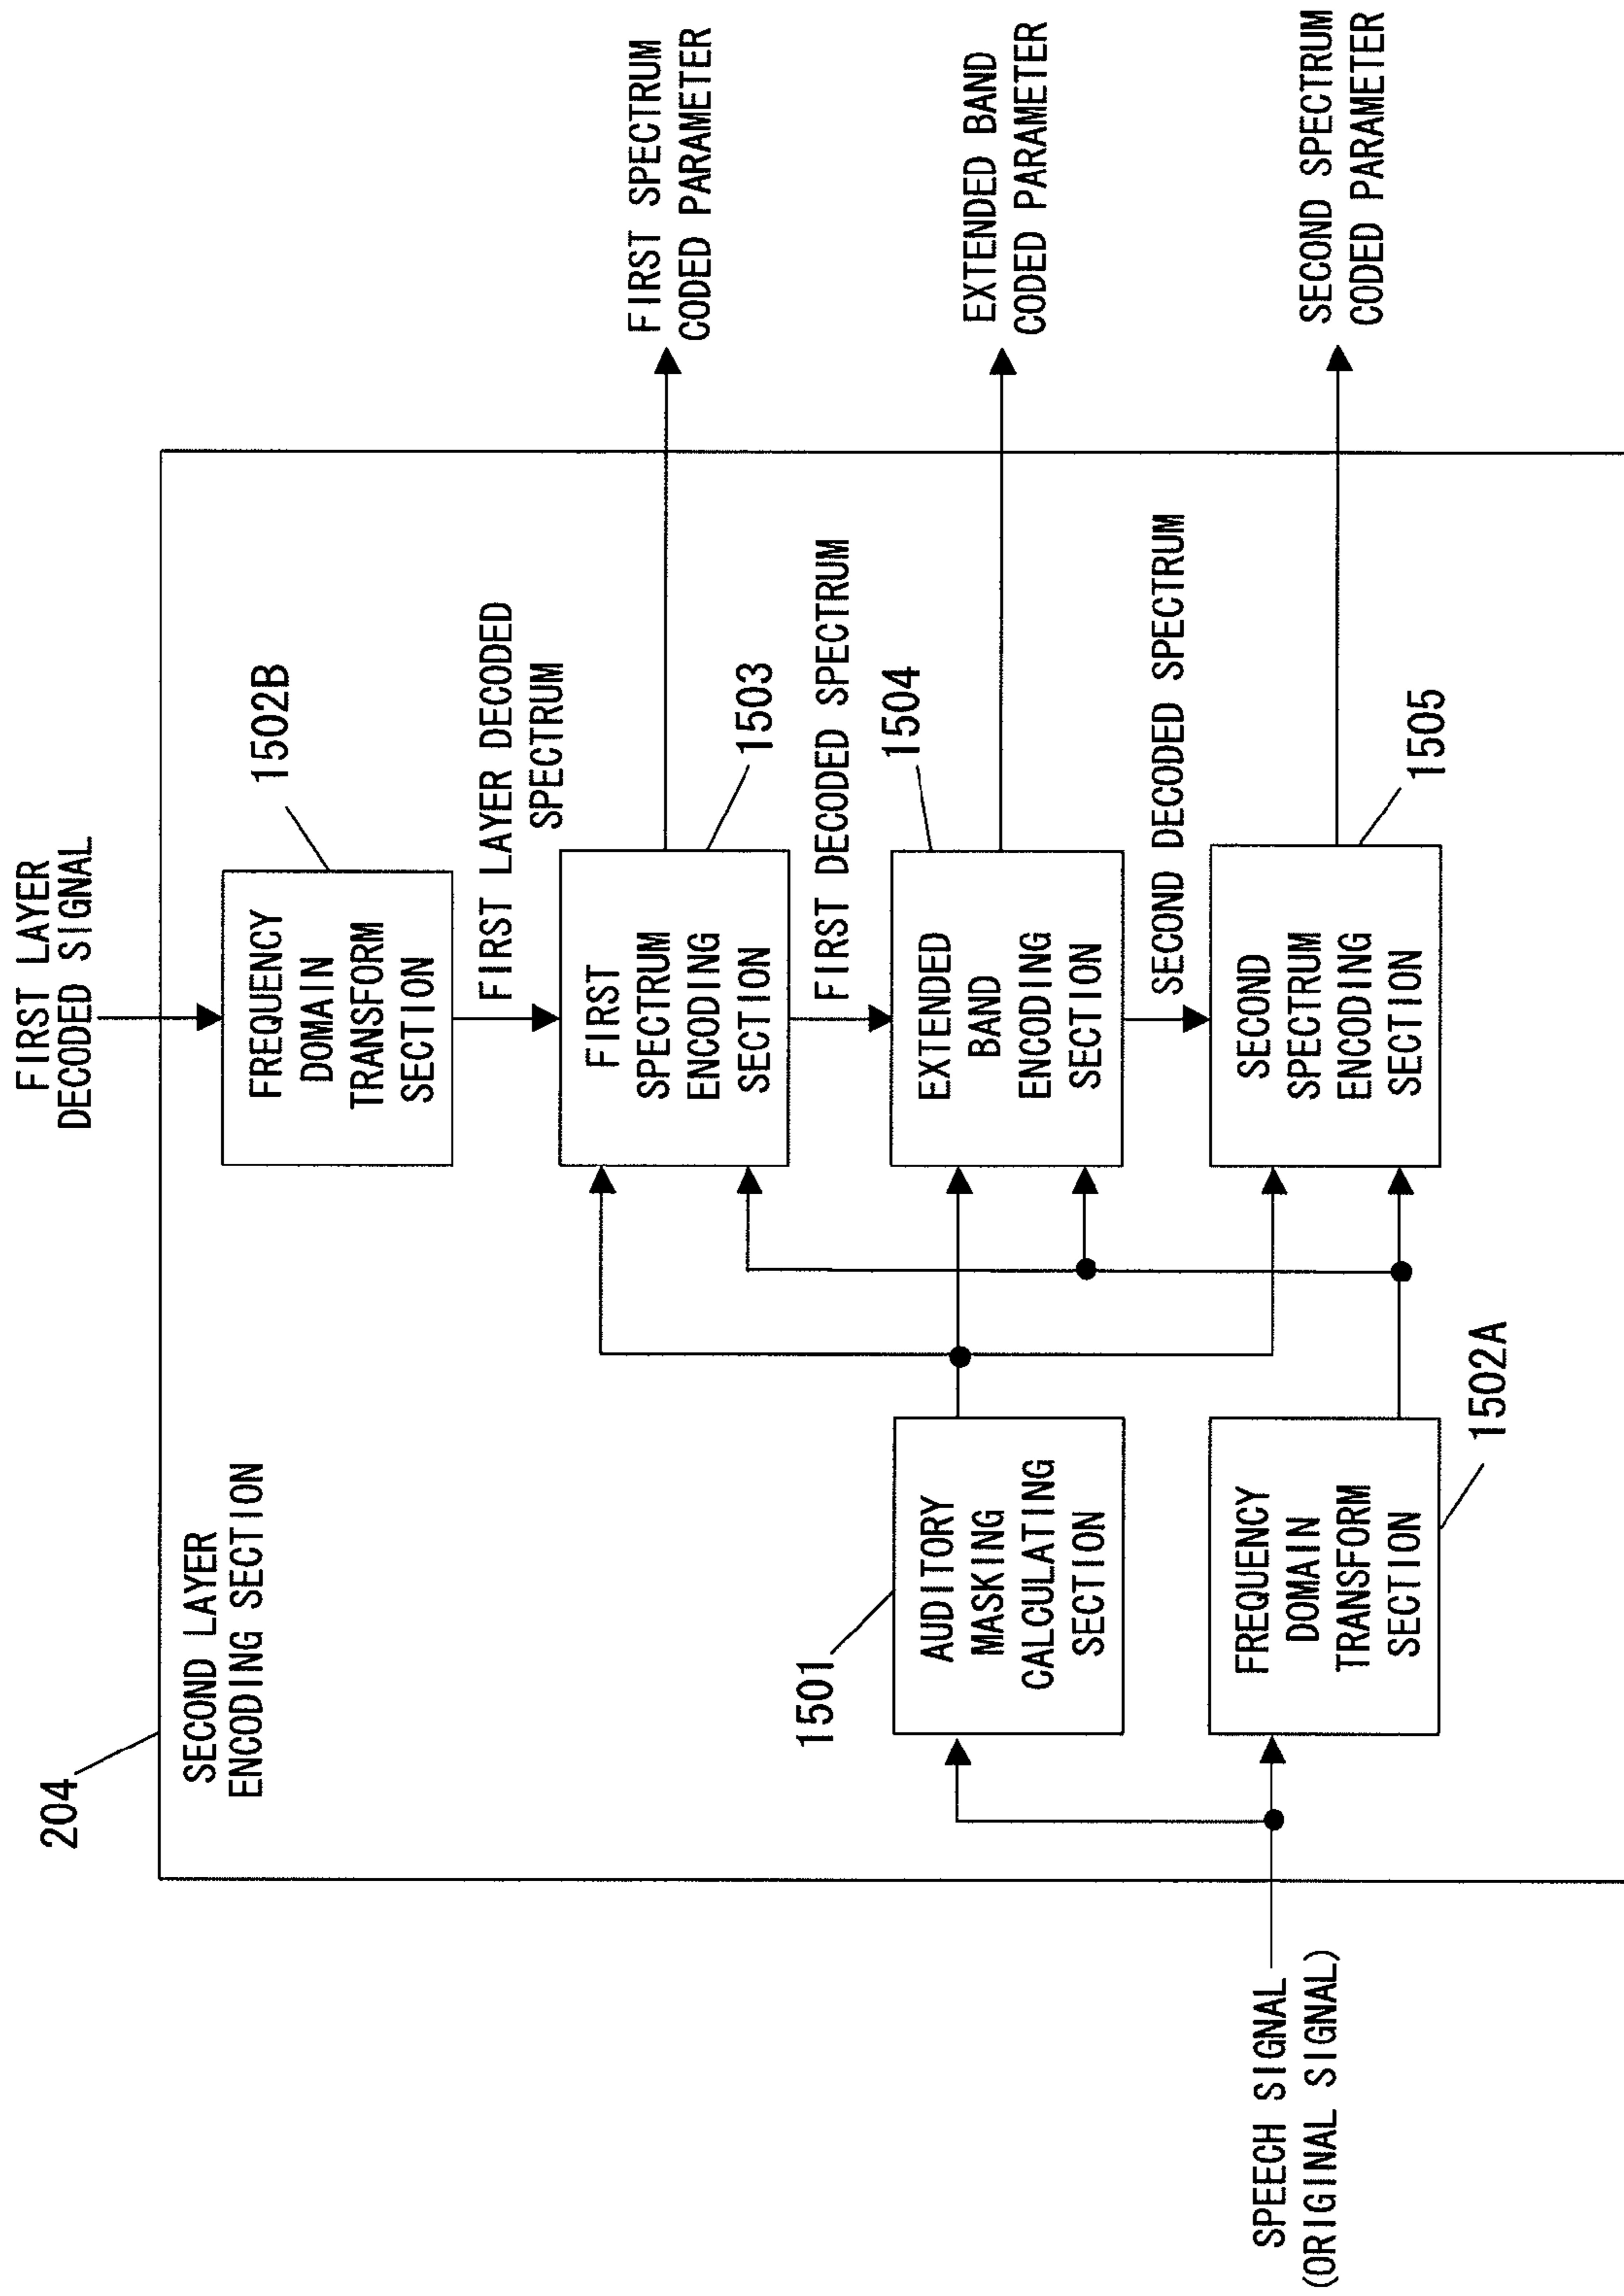 FIRST LAYER
DECODED SIGNAL
204
SECOND LAYER
ENCODING SECTION
1502B
FREQUENCY
DOMAIN
TRANSFORM
SECTION
FIRST LAYER DECODED
SPECTRUM
1503
FIRST
SPECTRUM
ENCODING
SECTION
FIRST SPECTRUM
CODED PARAMETER
FIRST DECODED SPECTRUM
1501
AUDITORY
MASKING
CALCULATING
SECTION
1504
EXTENDED
BAND
ENCODING
SECTION
EXTENDED BAND
CODED PARAMETER
SECOND DECODED SPECTRUM
SPEECH SIGNAL
(ORIGINAL SIGNAL)
FREQUENCY
DOMAIN
TRANSFORM
SECTION
1502A
SECOND
SPECTRUM
ENCODING
SECTION
1505
SECOND SPECTRUM
CODED PARAMETER